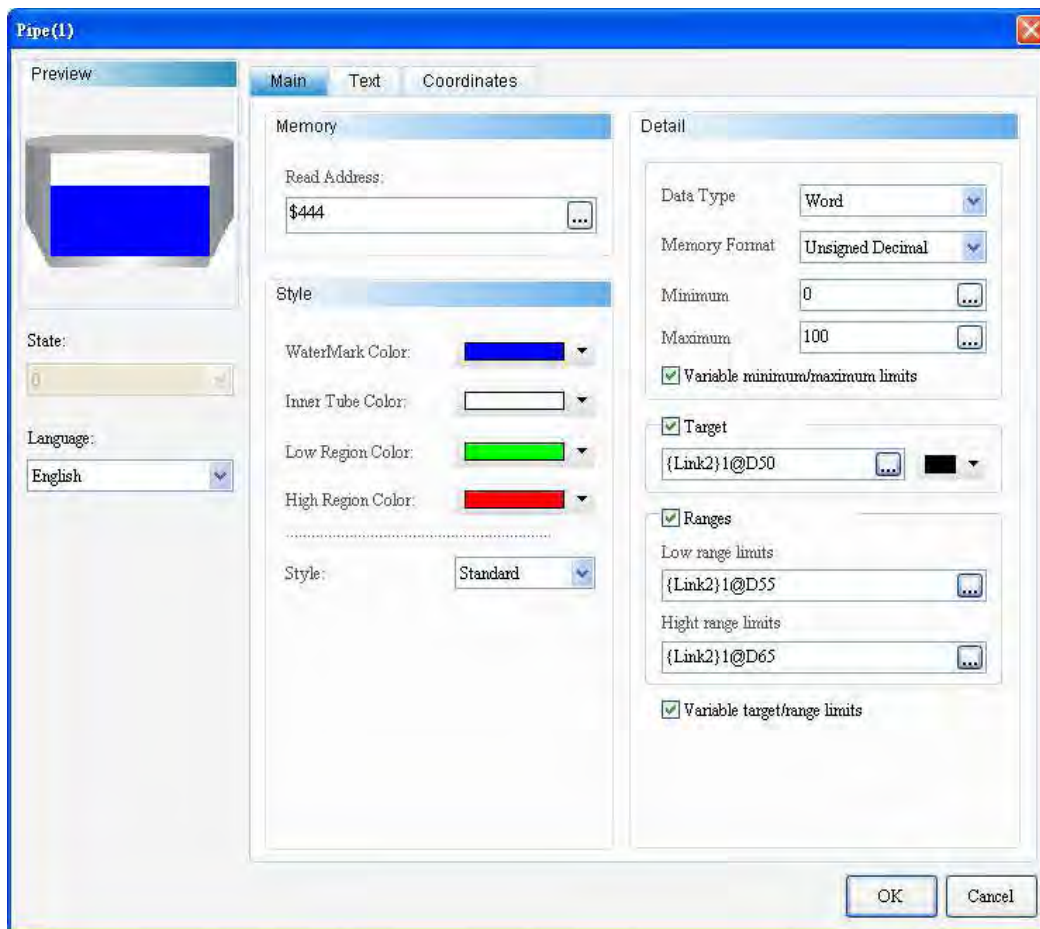 Pipe(1)
Preview
State:
0
Language:
English
Main Text Coordinates
Memory
Read Address:
$444
...
Style
WaterMark Color:
Inner Tube Color:
Low Region Color:
High Region Color:
Style: Standard
Detail
Data Type Word
Memory Format Unsigned Decimal
Minimum 0 ...
Maximum 100 ...
Variable minimum/maximum limits
Target
{Link2}1@D50 ...
Ranges
Low range limits
{Link2}1@D55 ...
Hight range limits
{Link2}1@D65 ...
Variable target/range limits
OK Cancel